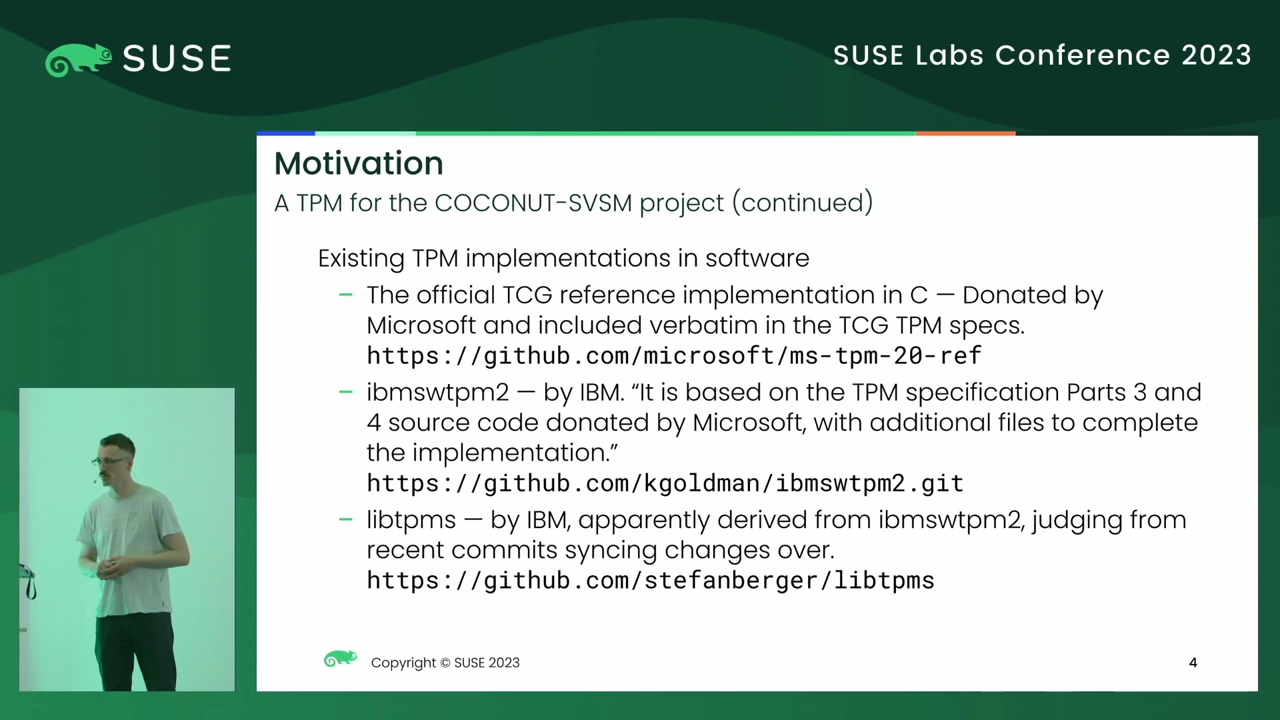 SUSE
SUSE Labs Conference 2023
Motivation
A TPM for the COCONUT-SVSM project (continued)
Existing TPM implementations in software
– The official TCG reference implementation in C — Donated by
Microsoft and included verbatim in the TCG TPM specs.
https://github.com/microsoft/ms-tpm-20-ref
– ibmswtpm2 — by IBM. “It is based on the TPM specification Parts 3 and
4 source code donated by Microsoft, with additional files to complete
the implementation.”
https://github.com/kgoldman/ibmswtpm2.git
– libtpms — by IBM, apparently derived from ibmswtpm2, judging from
recent commits syncing changes over.
https://github.com/stefanberger/libtpms
Copyright © SUSE 2023
4